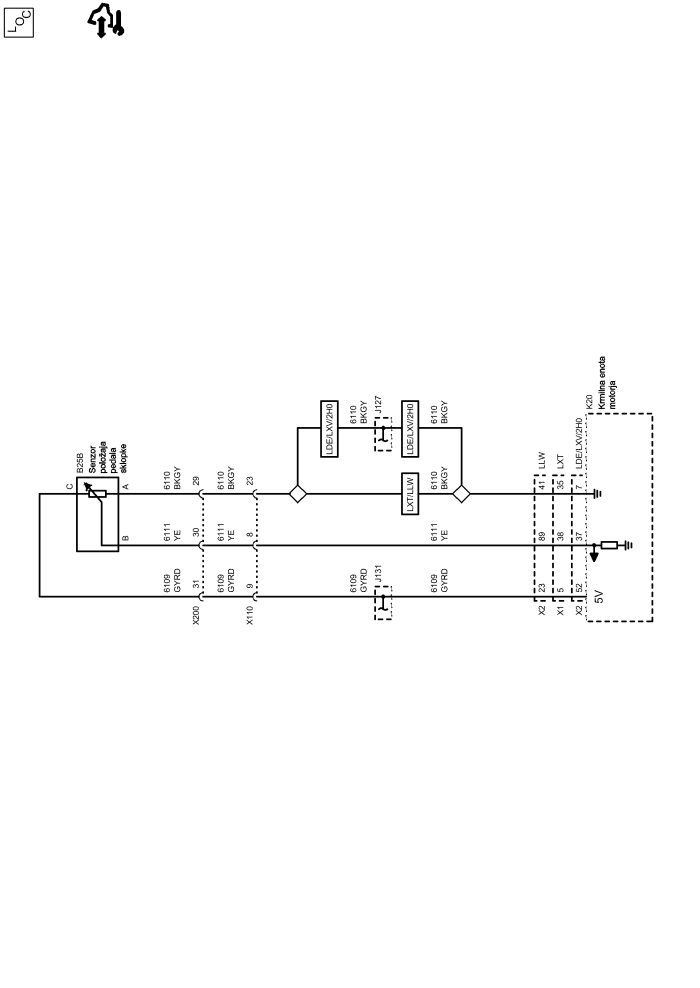 LOC
C
B25B
Senzor
položaja
pedala
sklopke
A
B
6110
BKGY
29
6110
BKGY
23
6111
YE
30
6111
YE
8
6109
GYRD
31
X200
6109
GYRD
9
X110
LDE/LXV/2H0
6110
BKGY
J127
LDE/LXV/2H0
6110
BKGY
LXT/LLW
6110
BKGY
6111
YE
6109
GYRD
J131
6109
GYRD
X2
23
89
41
LLW
X1
5
38
35
LXT
X2
52
37
7
LDE/LXV/2H0
5V
K20
Krmilna enota
motorja